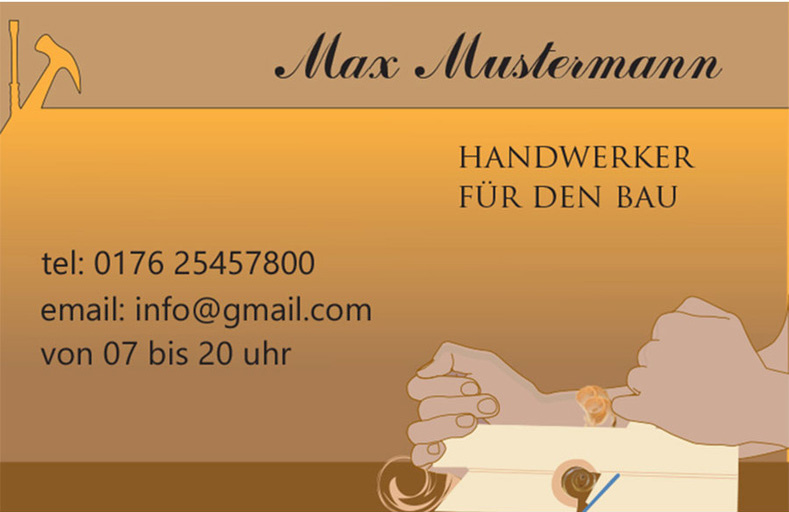 Max Mustermann
HANDWERKER
FÜR DEN BAU
tel: 0176 25457800
email: info@gmail.com
von 07 bis 20 uhr